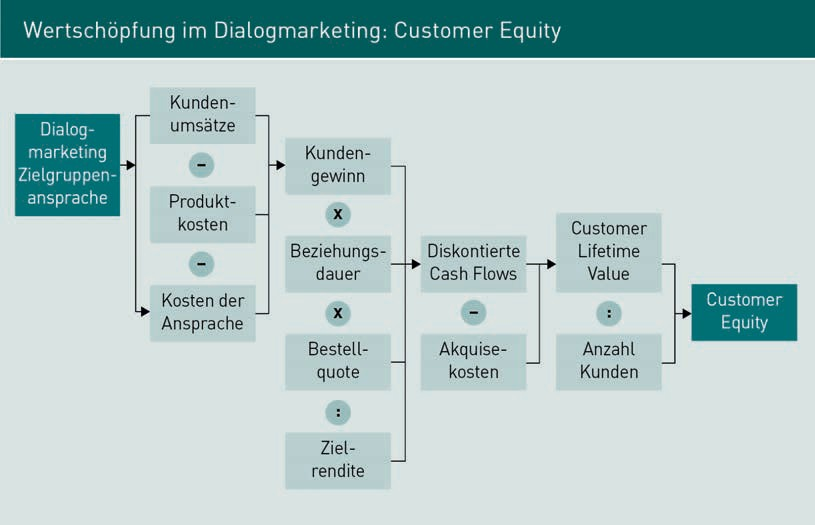 Wertschöpfung im Dialogmarketing: Customer Equity
Dialog-
marketing
Zielgruppen-
ansprache
Kunden-
umsätze
–
Produkt-
kosten
–
Kosten der
Ansprache
Kunden-
gewinn
x
Beziehungs-
dauer
x
Bestell-
quote
:
Ziel-
rendite
Diskontierte
Cash Flows
–
Akquise-
kosten
Customer
Lifetime
Value
:
Anzahl
Kunden
Customer
Equity